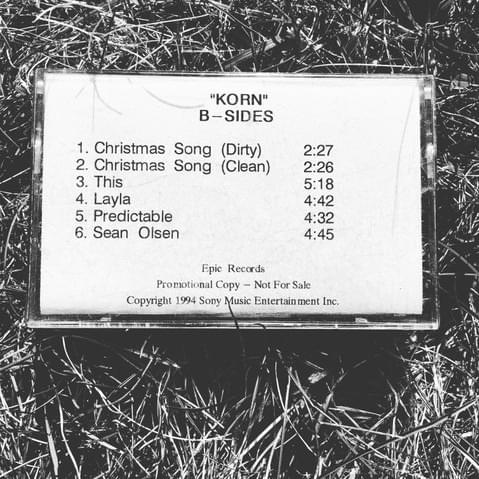 "KORN"
B-SIDES
1. Christmas Song (Dirty) 2:27
2. Christmas Song (Clean) 2:26
3. This 5:18
4. Layla 4:42
5. Predictable 4:32
6. Sean Olsen 4:45
Epic Records
Promotional Copy - Not For Sale
Copyright 1994 Sony Music Entertainment Inc.